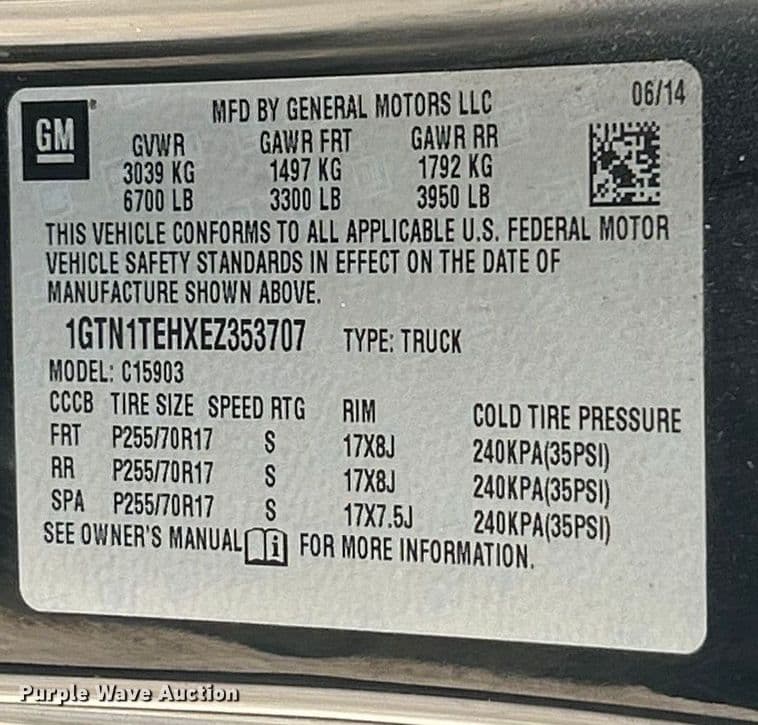 GM
MFD BY GENERAL MOTORS LLC 06/14
GVWR GAWR FRT GAWR RR
3039 KG 1497 KG 1792 KG
6700 LB 3300 LB 3950 LB
THIS VEHICLE CONFORMS TO ALL APPLICABLE U.S. FEDERAL MOTOR
VEHICLE SAFETY STANDARDS IN EFFECT ON THE DATE OF
MANUFACTURE SHOWN ABOVE.
1GTN1TEHXEZ353707 TYPE: TRUCK
MODEL: C15903
CCCB TIRE SIZE SPEED RTG RIM COLD TIRE PRESSURE
FRT P255/70R17 S 17X8J 240KPA(35PSI)
RR P255/70R17 S 17X8J 240KPA(35PSI)
SPA P255/70R17 S 17X7.5J 240KPA(35PSI)
SEE OWNER'S MANUAL i FOR MORE INFORMATION.
Purple Wave Auction